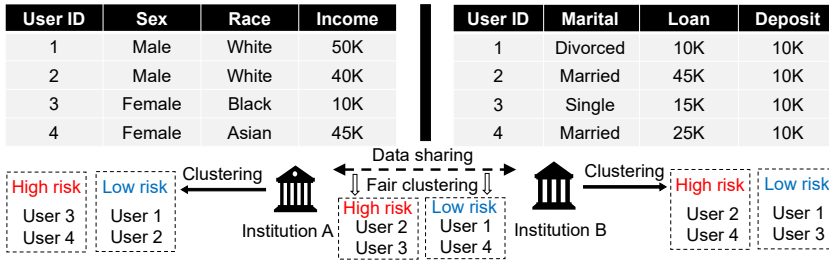 User ID Sex Race Income
1 Male White 50K
2 Male White 40K
3 Female Black 10K
4 Female Asian 45K
User ID Marital Loan Deposit
1 Divorced 10K 10K
2 Married 45K 10K
3 Single 15K 10K
4 Married 25K 10K
High risk
User 3
User 4
Low risk
User 1
User 2
Clustering
Institution A
Data sharing
Fair clustering
High risk
User 2
User 3
Low risk
User 1
User 4
Institution B
Clustering
High risk
User 2
User 4
Low risk
User 1
User 3